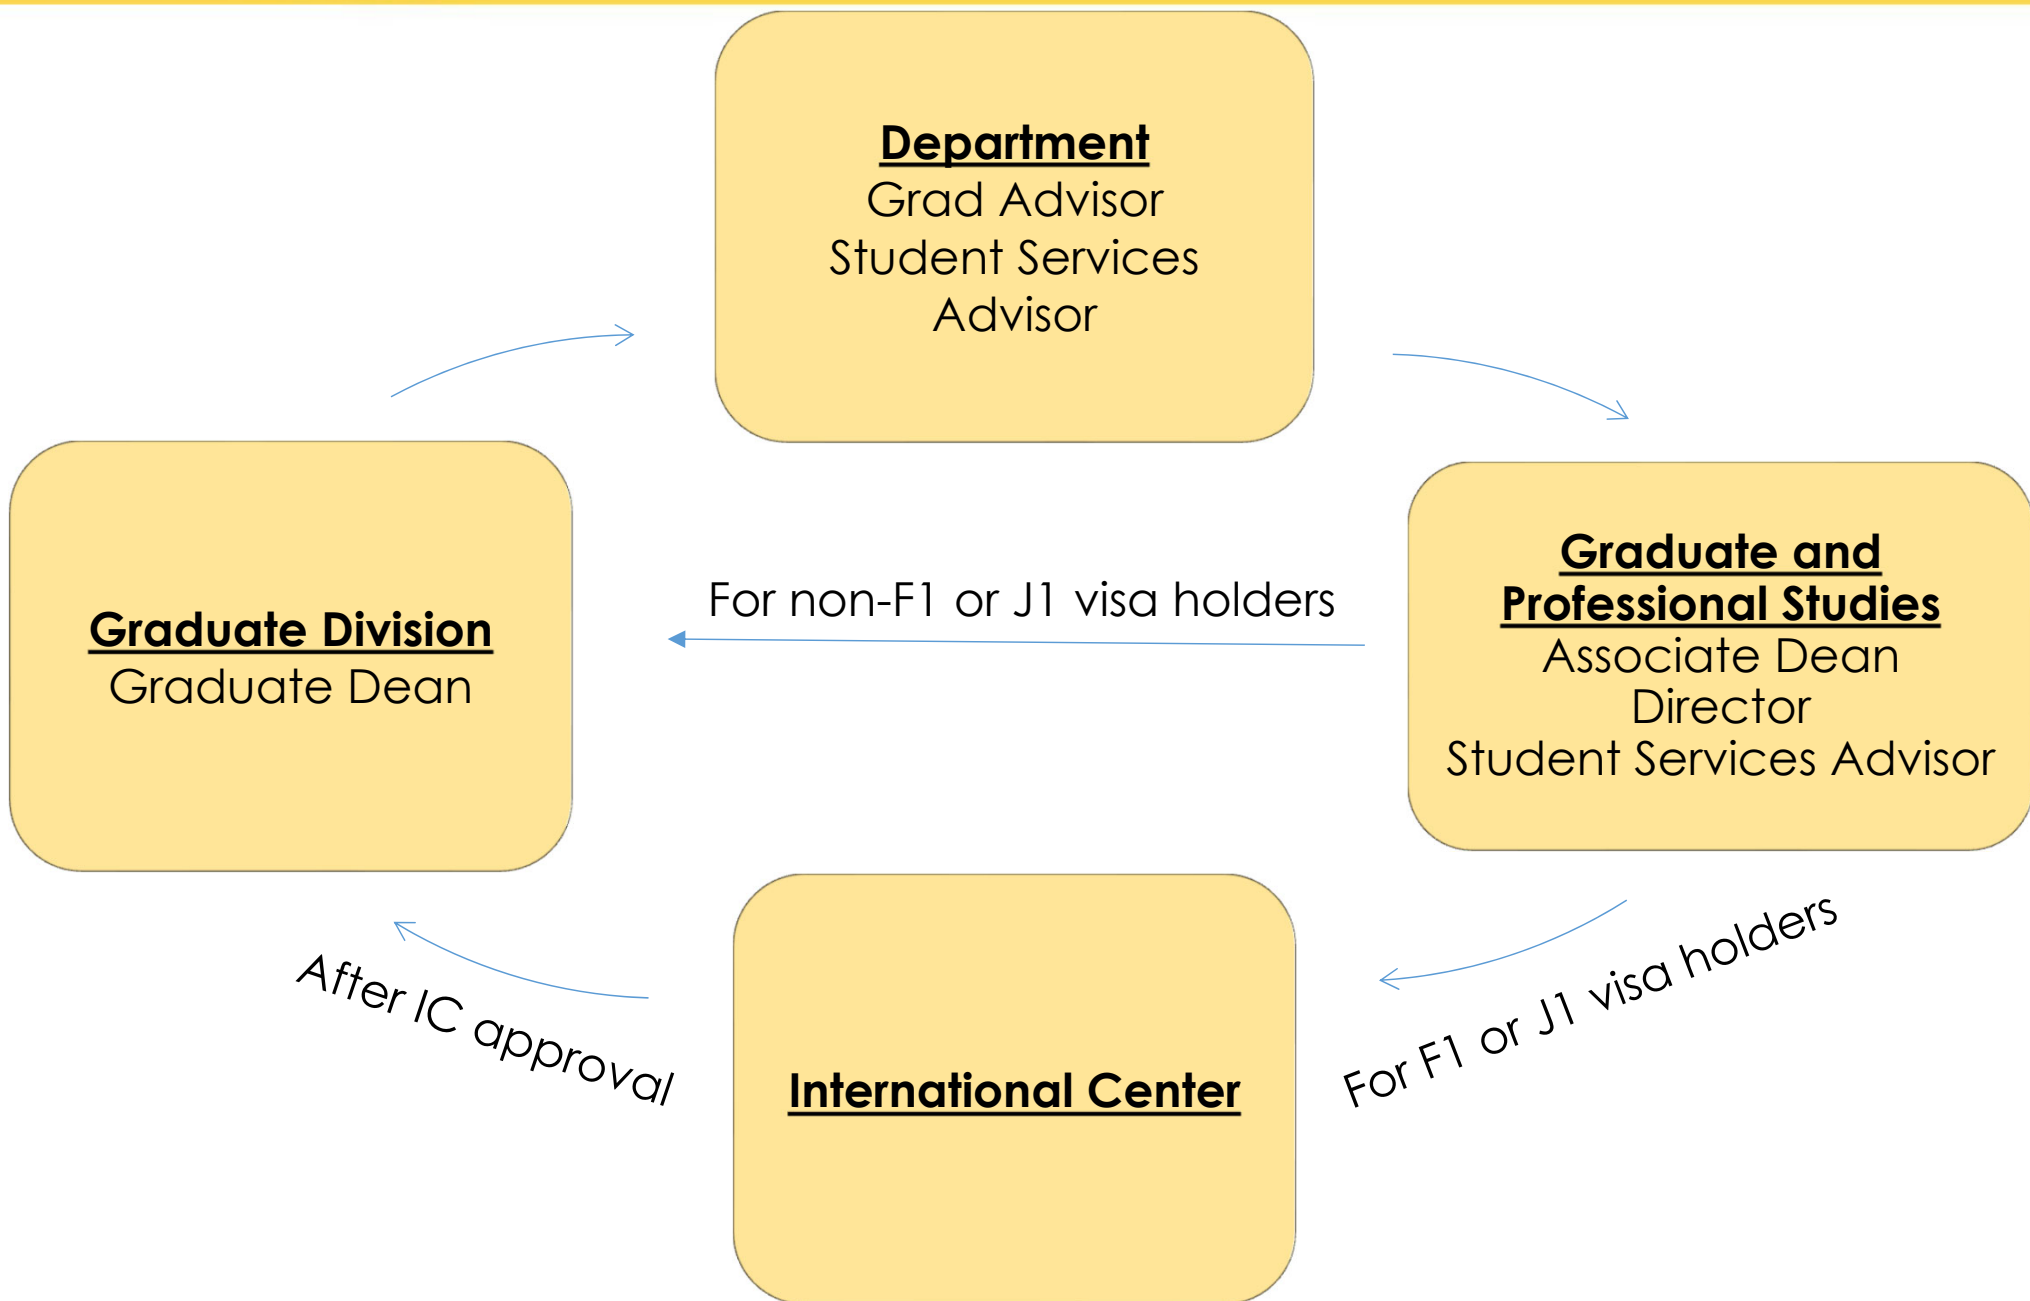 Department
Grad Advisor
Student Services
Advisor
Graduate Division
Graduate Dean
For non-F1 or J1 visa holders
Graduate and
Professional Studies
Associate Dean
Director
Student Services Advisor
After IC approval
International Center
For F1 or J1 visa holders